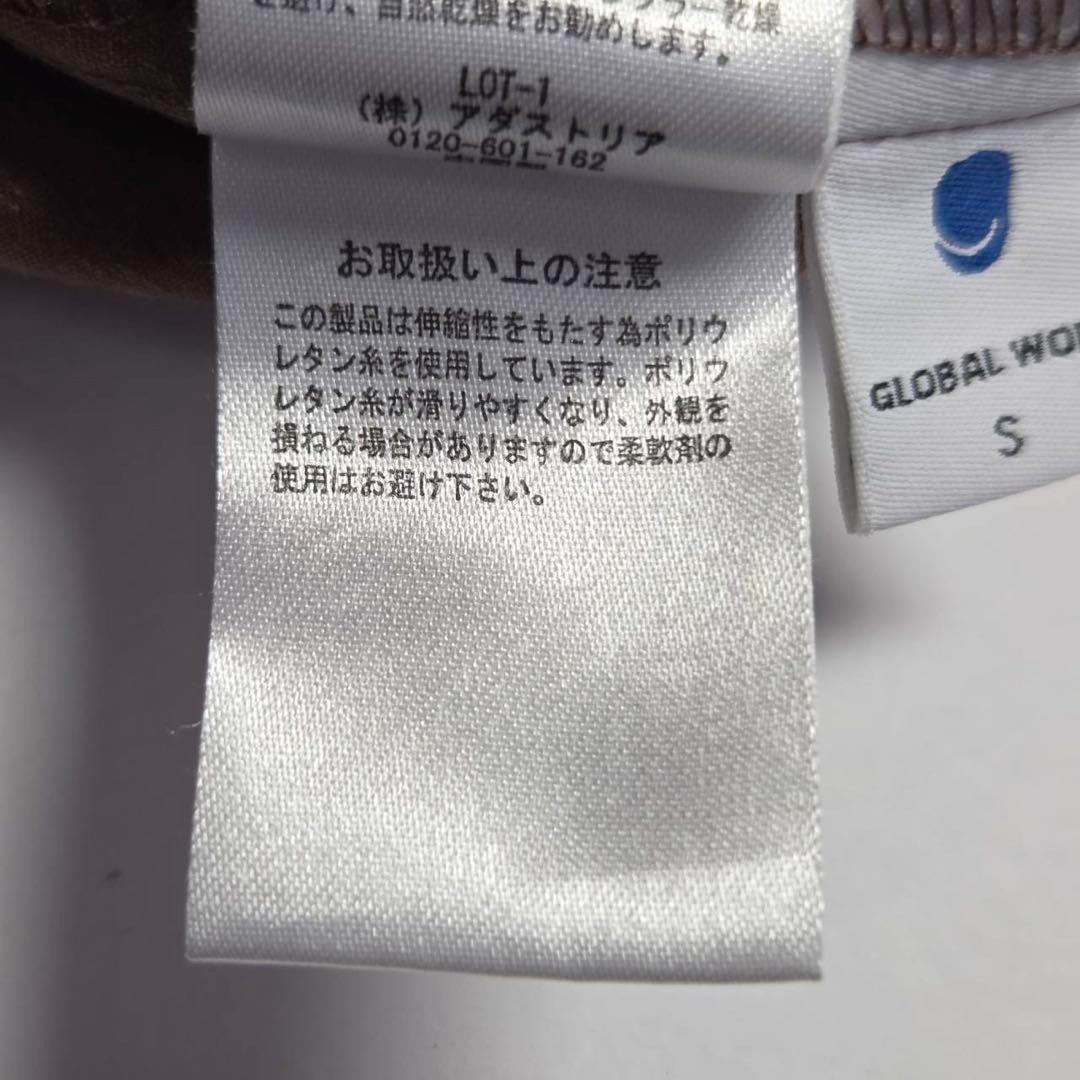 を避け、自然乾燥をお勧めします。
LOT-1
(株)アダストリア
0120-601-162
お取扱い上の注意
この製品は伸縮性をもたす為ポリウ
レタン糸を使用しています。ポリウ
レタン糸が滑りやすくなり、外観を
損ねる場合がありますので柔軟剤の
使用はお避け下さい。
GLOBAL WO
S